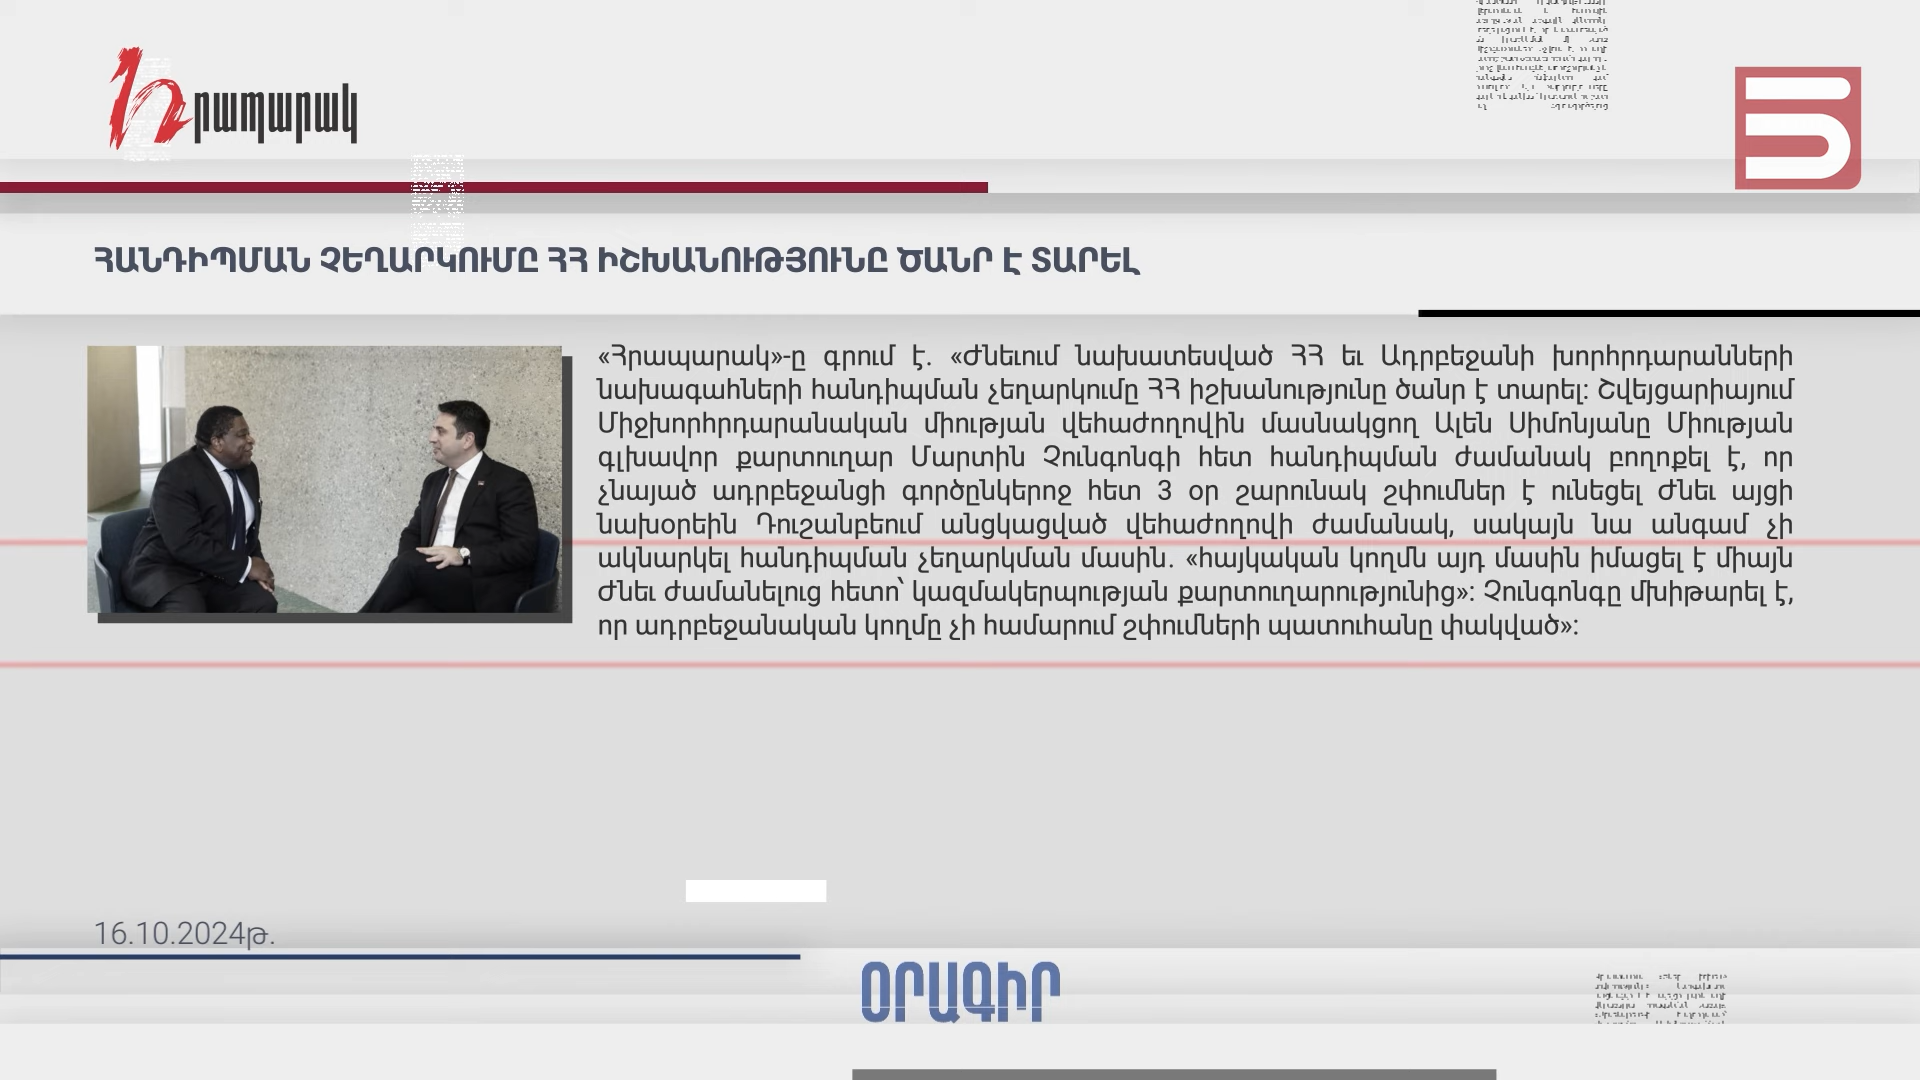 Հրապարակ
ՀԱՆԴԻՊՄԱՆ ՉԵՂԱՐԿՈՒՄԸ ՀՀ ԻՇԽԱՆՈՒԹՅՈՒՆԸ ԾԱՆՐ Է ՏԱՐԵԼ
«Հրապարակ»-ը գրում է. «Ժնեւում նախատեսված ՀՀ եւ Ադրբեջանի խորհրդարանների
նախագահների հանդիպման չեղարկումը ՀՀ իշխանությունը ծանր է տարել: Շվեյցարիայում
Միջխորհրդարանական միության վեհաժողովին մասնակցող Ալեն Սիմոնյանը Միության
գլխավոր քարտուղար Մարտին Չունգոնգի հետ հանդիպման ժամանակ բողոքել է, որ
չնայած ադրբեջանցի գործընկերոջ հետ 3 օր շարունակ շփումներ է ունեցել Ժնեւ այցի
նախօրեին Դուշանբեում անցկացված վեհաժողովի ժամանակ, սակայն նա անգամ չի
ակնարկել հանդիպման չեղարկման մասին. «հայկական կողմն այդ մասին իմացել է միայն
Ժնեւ ժամանելուց հետո՝ կազմակերպության քարտուղարությունից»: Չունգոնգը մխիթարել է,
որ ադրբեջանական կողմը չի համարում շփումների պատուհանը փակված»:
16.10.2024թ.
ՕՐԱԳԻՐ